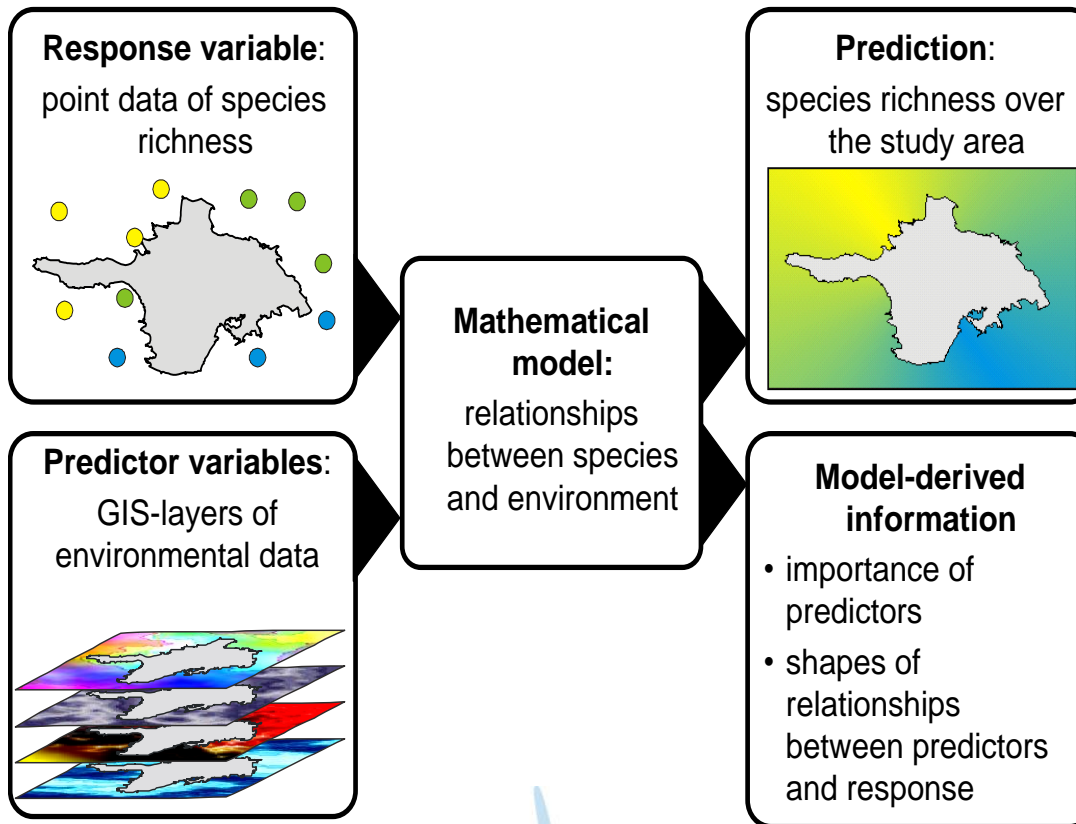 Response variable:
point data of species
richness
Predictor variables:
GIS-layers of
environmental data
Mathematical
model:
relationships
between species
and environment
Prediction:
species richness over
the study area
Model-derived
information
• importance of
predictors
• shapes of
relationships
between predictors
and response